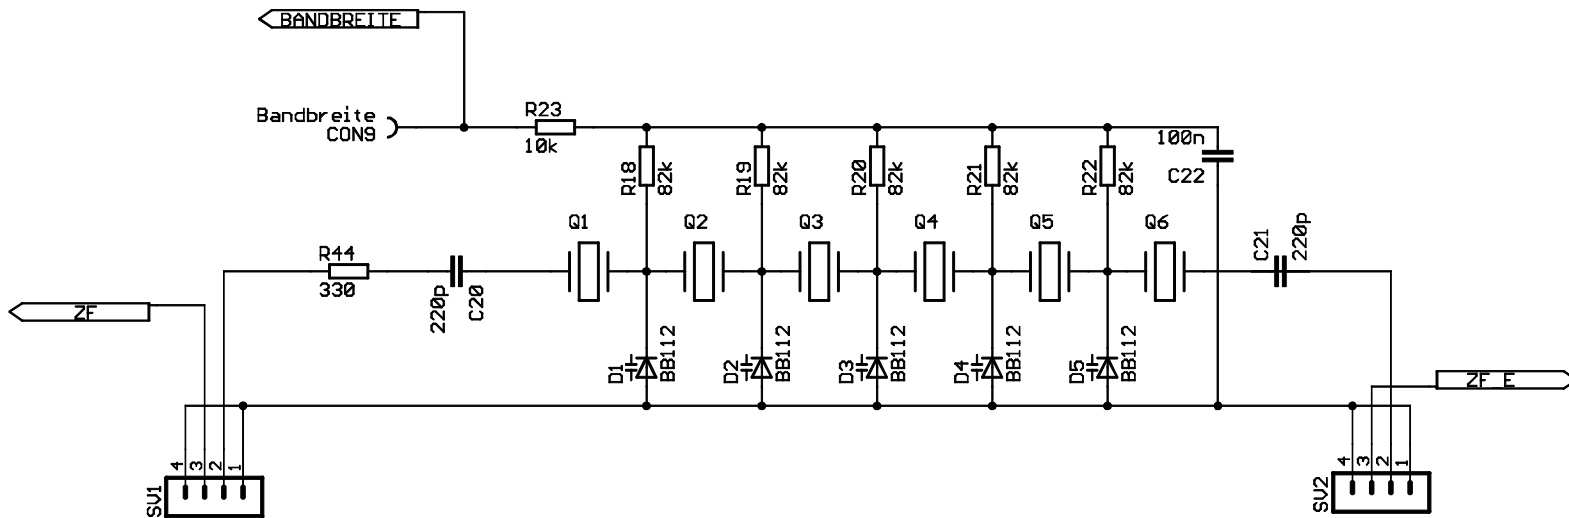 BANDBREITE
Bandbreite
CON9
R23
10k
100n
C22
R18
82k
R19
82k
R20
82k
R21
82k
R22
82k
Q1
Q2
Q3
Q4
Q5
Q6
C21
220p
R44
330
220p
C20
ZF
D1
BB112
D2
BB112
D3
BB112
D4
BB112
D5
BB112
ZF_E
SV1
4
3
2
1
SV2
4
3
2
1